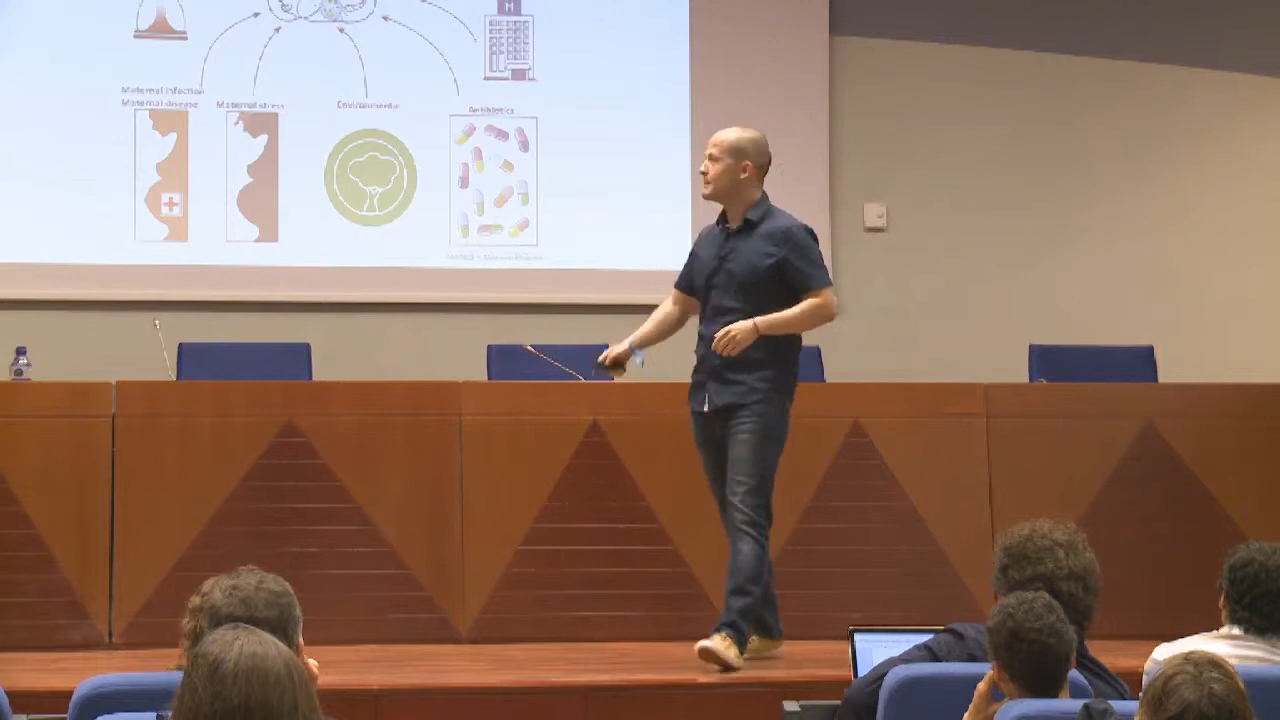 H
Maternal infection
Maternal disease
Maternal stress
Environmental
Antibiotics